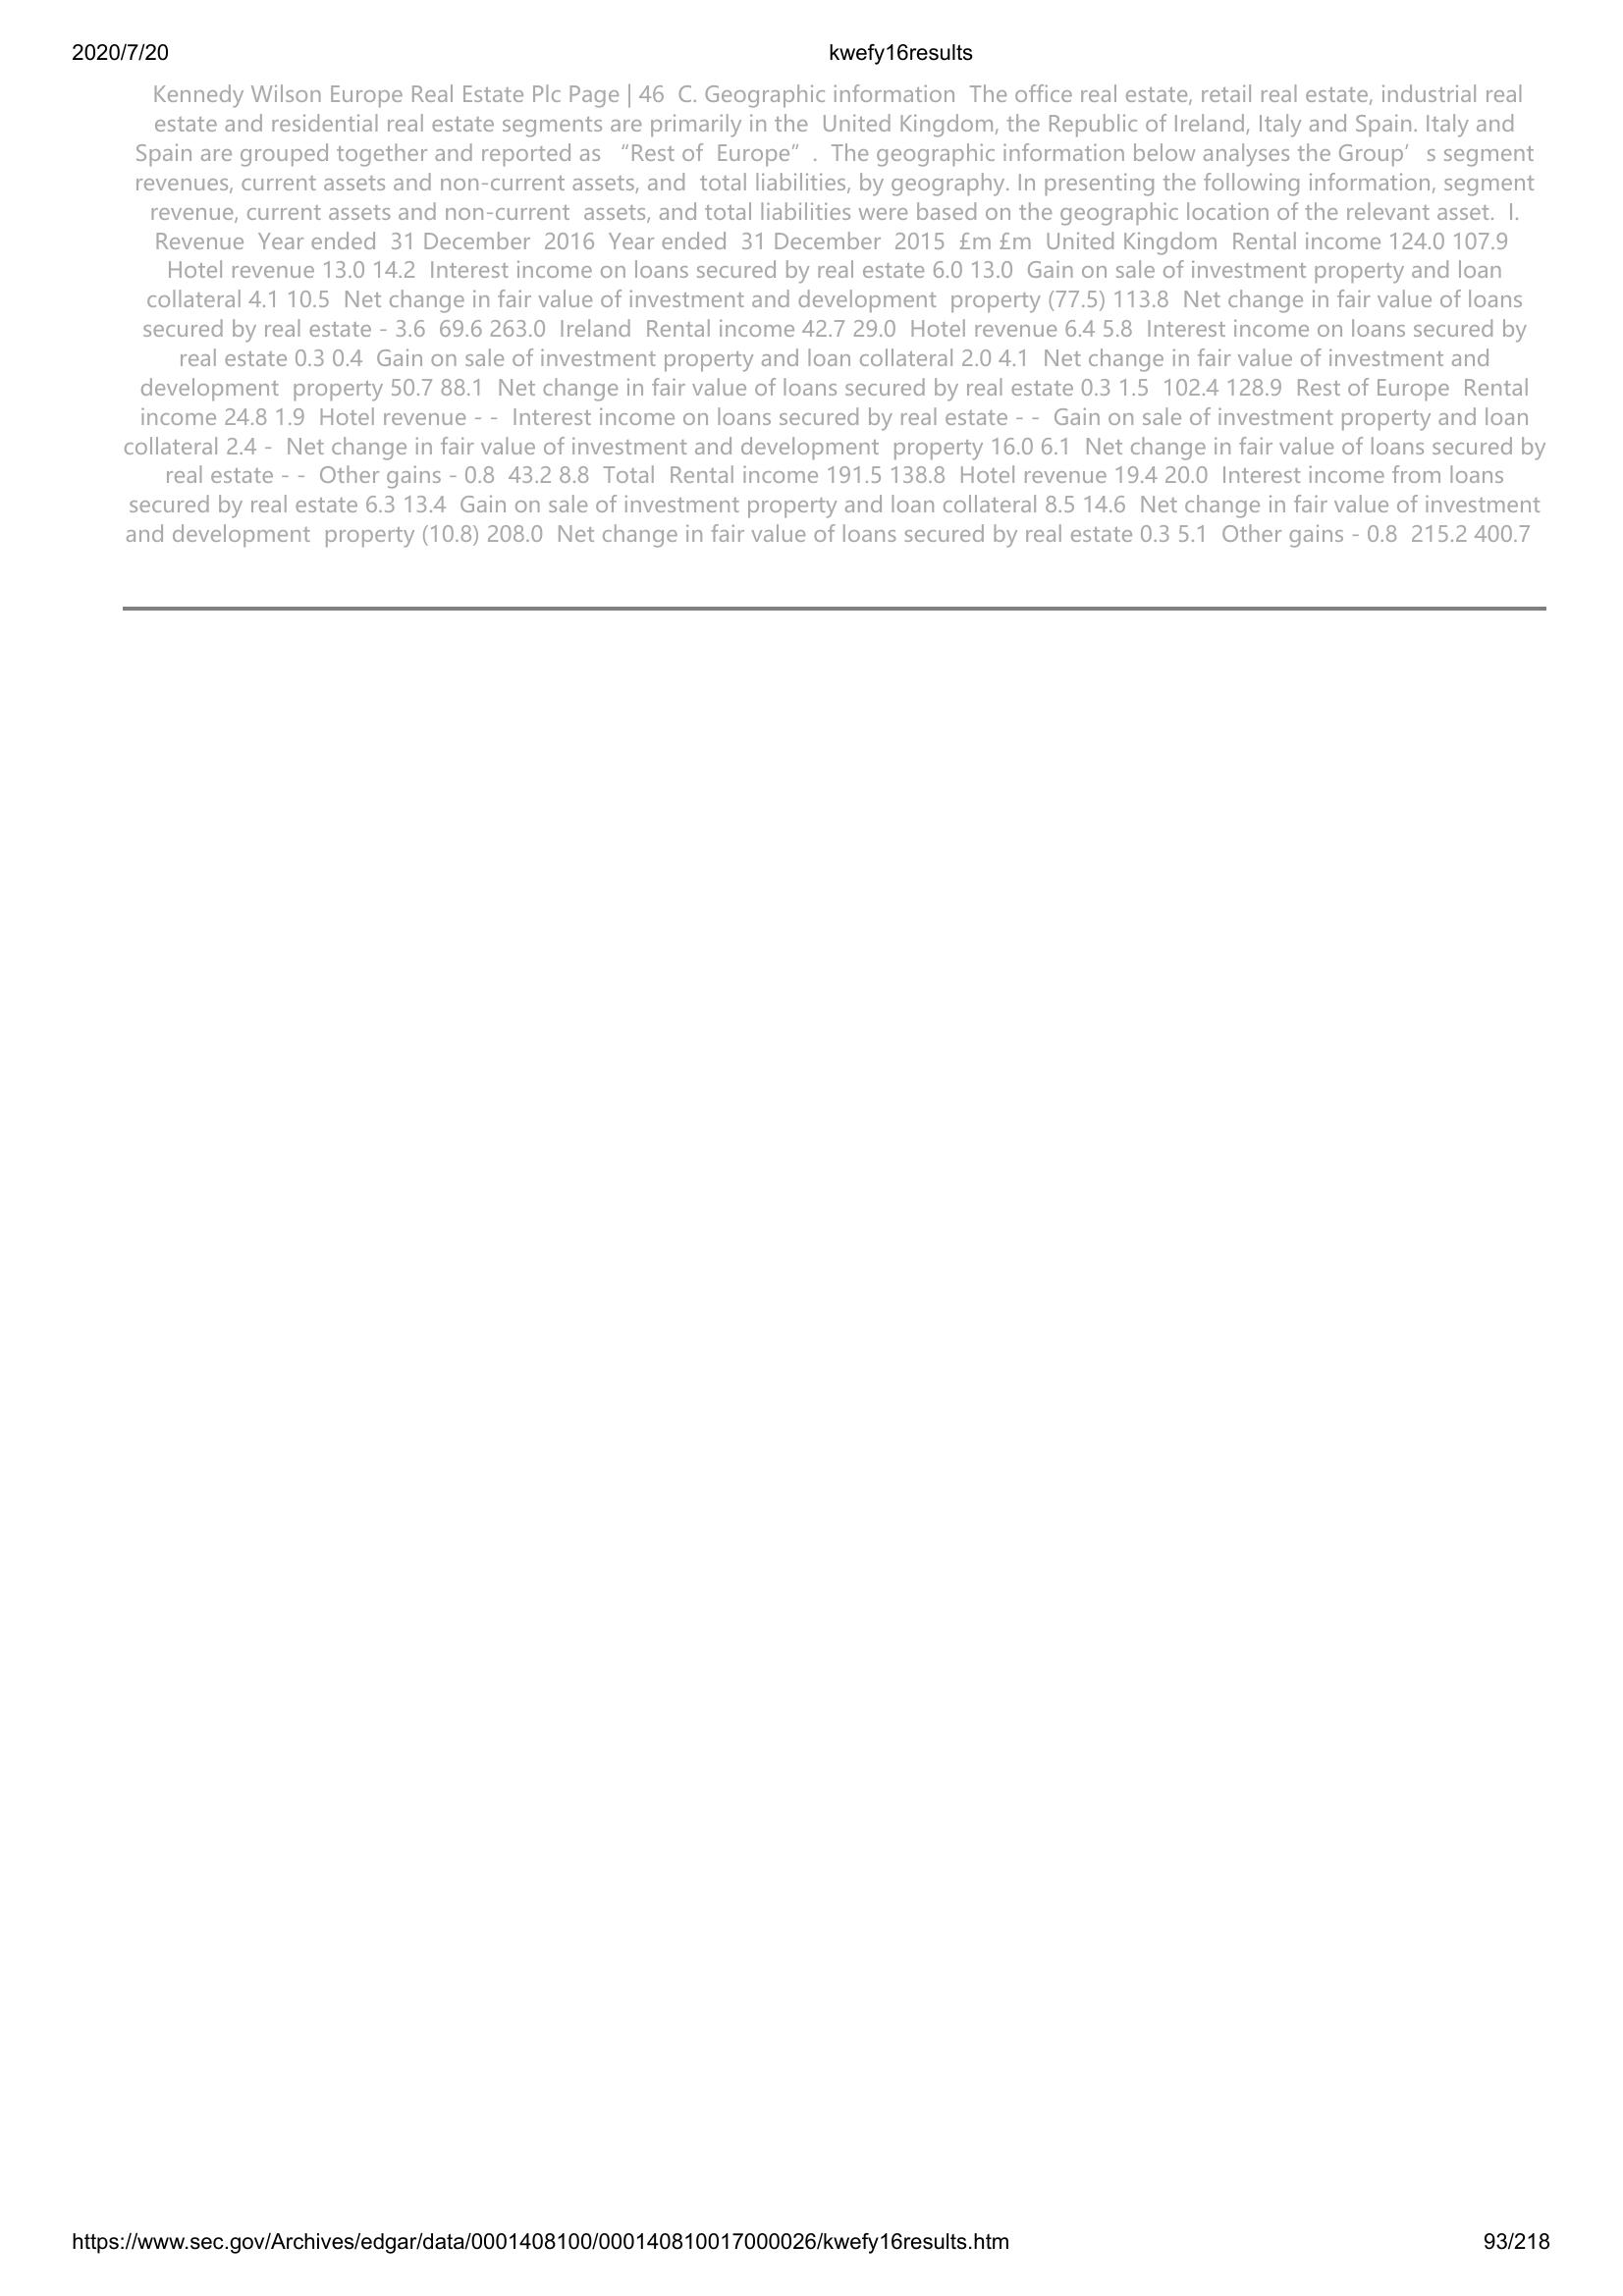 2020/7/20 kwefy16results
Kennedy Wilson Europe Real Estate Plc Page | 46 C. Geographic information The office real estate, retail real estate, industrial real
estate and residential real estate segments are primarily in the United Kingdom, the Republic of Ireland, Italy and Spain. Italy and
Spain are grouped together and reported as “Rest of Europe” . The geographic information below analyses the Group’ s segment
revenues, current assets and non-current assets, and total liabilities, by geography. In presenting the following information, segment
revenue, current assets and non-current assets, and total liabilities were based on the geographic location of the relevant asset. I.
Revenue Year ended 31 December 2016 Year ended 31 December 2015 £m £m United Kingdom Rental income 124.0 107.9
Hotel revenue 13.0 14.2 Interest income on loans secured by real estate 6.0 13.0 Gain on sale of investment property and loan
collateral 4.1 10.5 Net change in fair value of investment and development property (77.5) 113.8 Net change in fair value of loans
secured by real estate - 3.6 69.6 263.0 Ireland Rental income 42.7 29.0 Hotel revenue 6.4 5.8 Interest income on loans secured by
real estate 0.3 0.4 Gain on sale of investment property and loan collateral 2.0 4.1 Net change in fair value of investment and
development property 50.7 88.1 Net change in fair value of loans secured by real estate 0.3 1.5 102.4 128.9 Rest of Europe Rental
income 24.8 1.9 Hotel revenue - - Interest income on loans secured by real estate - - Gain on sale of investment property and loan
collateral 2.4 - Net change in fair value of investment and development property 16.0 6.1 Net change in fair value of loans secured by
real estate - - Other gains - 0.8 43.2 8.8 Total Rental income 191.5 138.8 Hotel revenue 19.4 20.0 Interest income from loans
secured by real estate 6.3 13.4 Gain on sale of investment property and loan collateral 8.5 14.6 Net change in fair value of investment
and development property (10.8) 208.0 Net change in fair value of loans secured by real estate 0.3 5.1 Other gains - 0.8 215.2 400.7
https://www.sec.gov/Archives/edgar/data/0001408100/000140810017000026/kwefy16results.htm 93/218